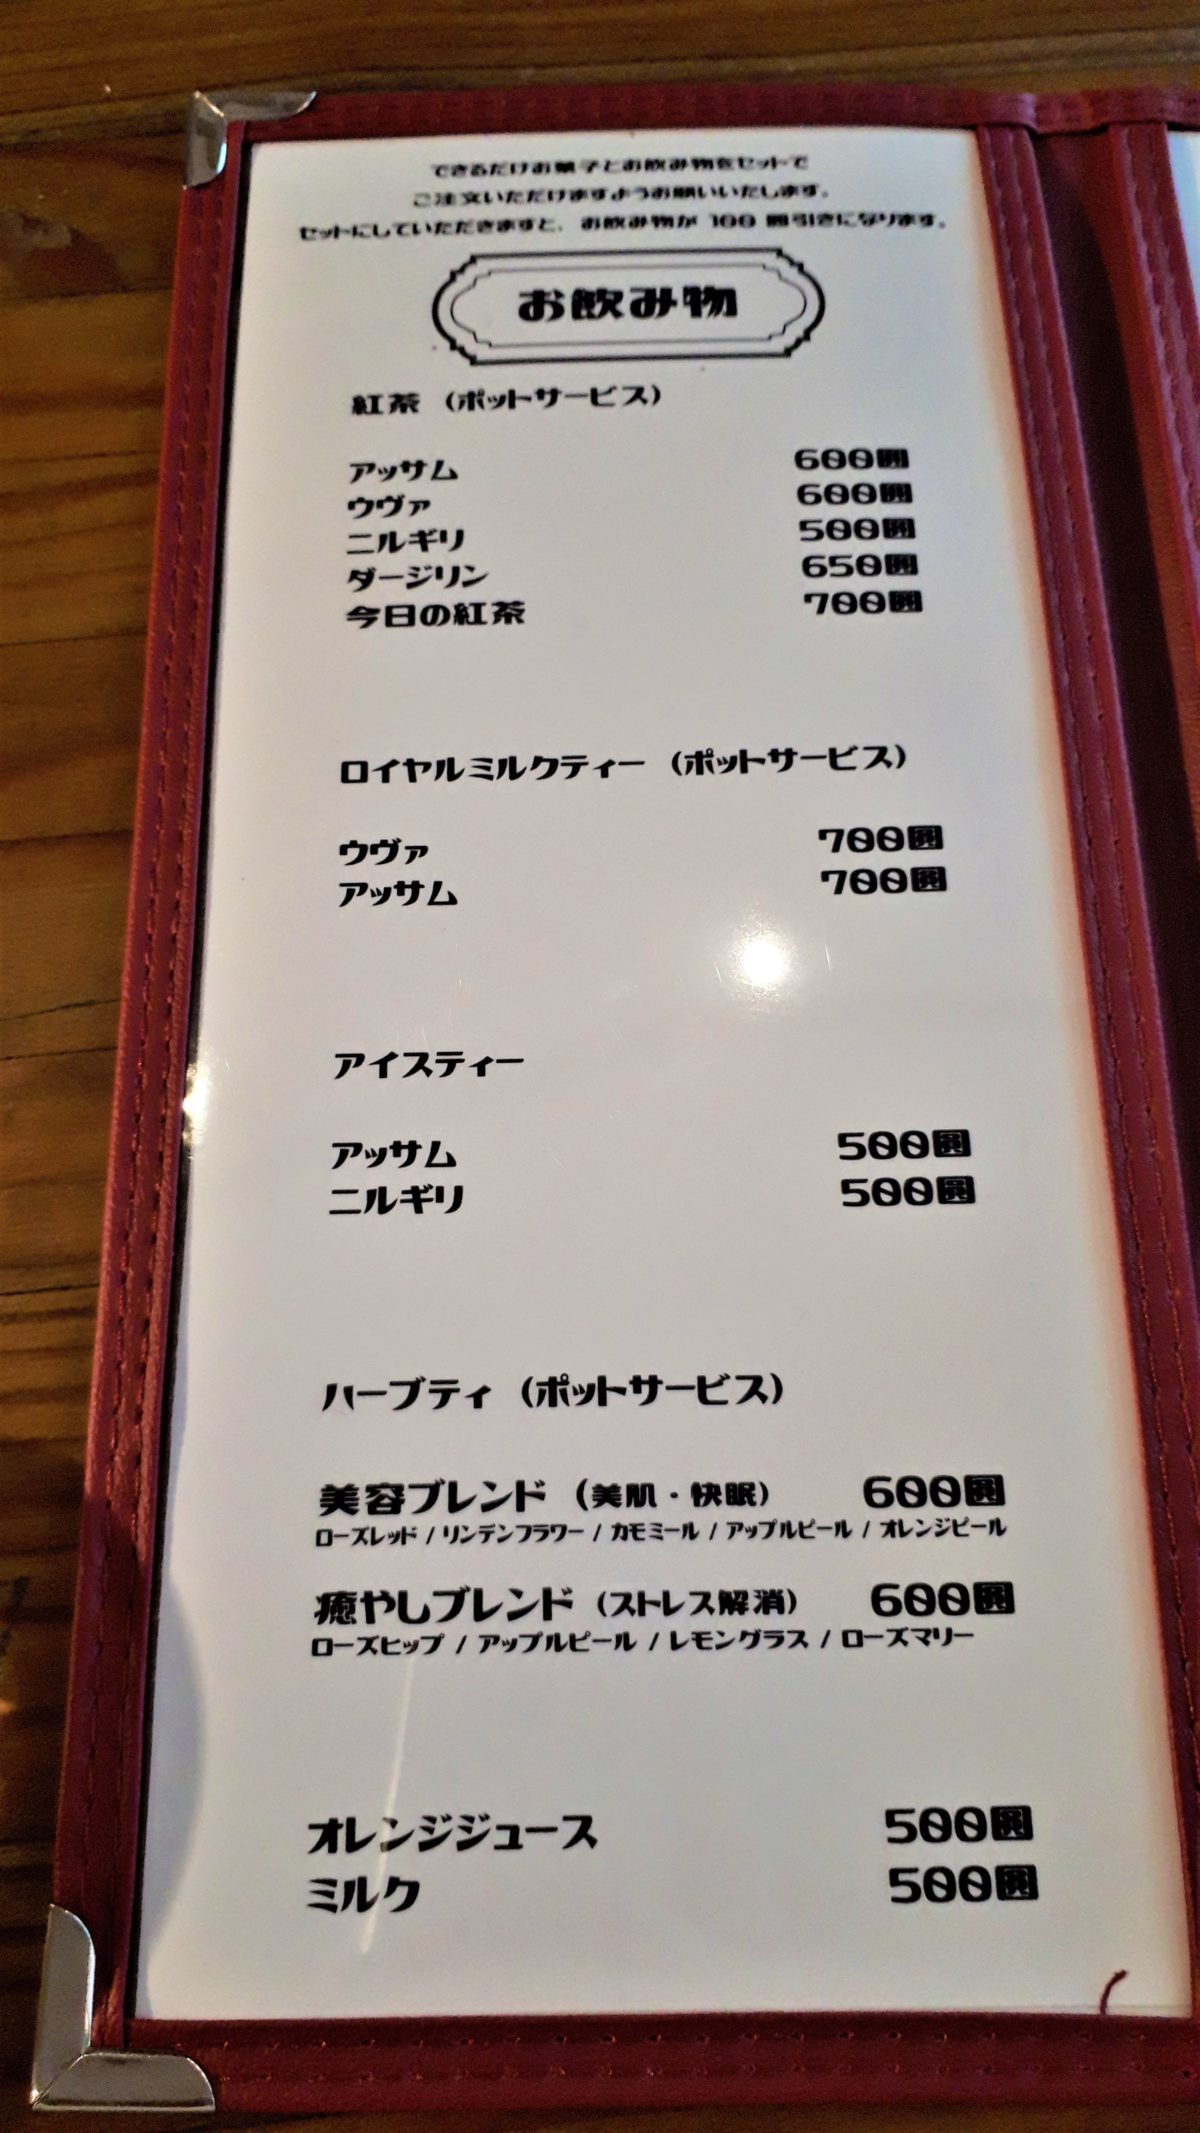 できるだけお菓子とお飲み物をセットで
ご注文いただけますようお願いいたします。
セットにしていただきますと、お飲み物が 100 圓引きになります。
お飲み物
紅茶 (ポットサービス)
アッサム 600圓
ウヴァ 600圓
ニルギリ 500圓
ダージリン 650圓
今日の紅茶 700圓
ロイヤルミルクティー (ポットサービス)
ウヴァ 700圓
アッサム 700圓
アイスティー
アッサム 500圓
ニルギリ 500圓
ハーブティ (ポットサービス)
美容ブレンド (美肌・快眠) 600圓
ローズレッド / リンデンフラワー / カモミール / アップルピール / オレンジピール
癒やしブレンド (ストレス解消) 600圓
ローズヒップ / アップルピール / レモングラス / ローズマリー
オレンジジュース 500圓
ミルク 500圓